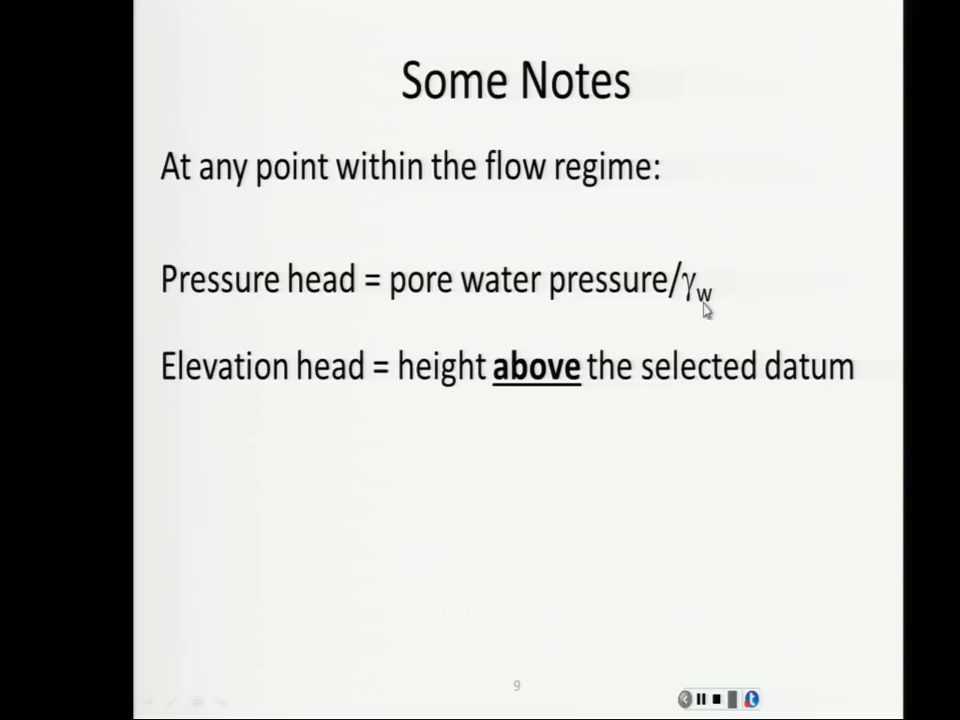 Some Notes
At any point within the flow regime:
Pressure head = pore water pressure/γw
Elevation head = height above the selected datum
9